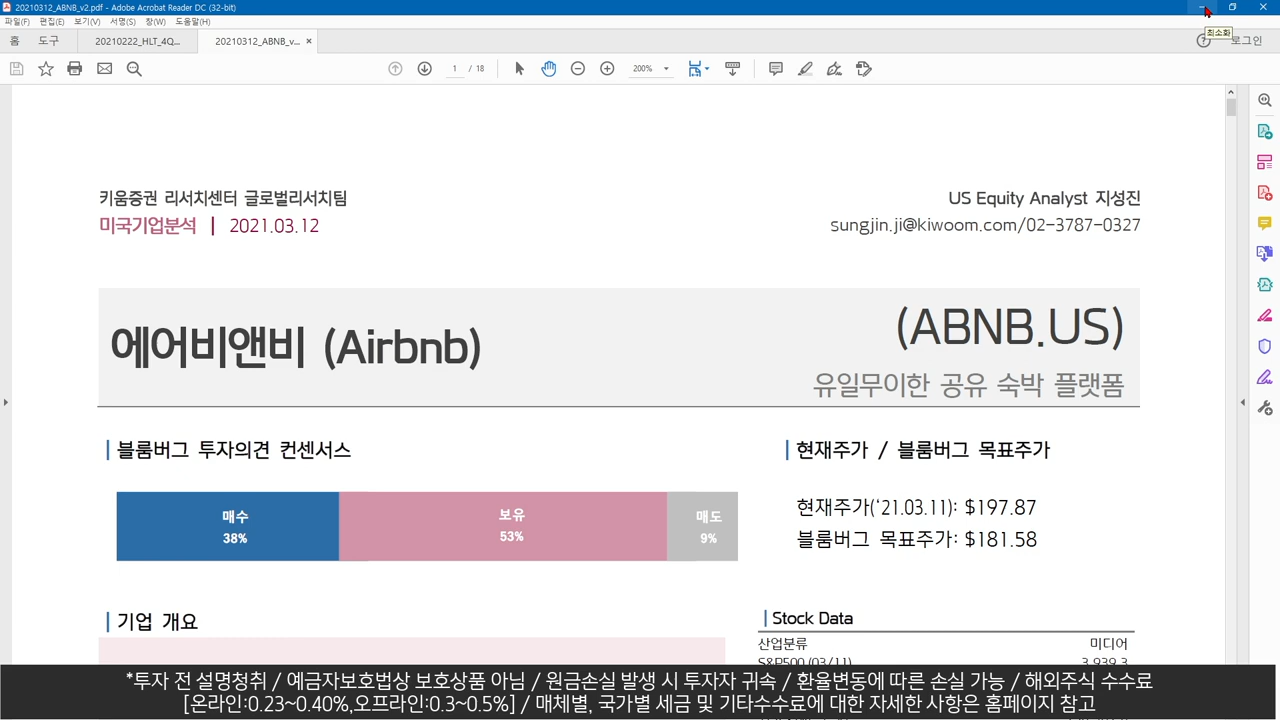 20210312_ABNB_v2.pdf - Adobe Acrobat Reader DC (32-bit)
파일(F) 편집(E) 보기(V) 서명(S) 창(W) 도움말(H)
최소화
홈 도구 20210222_HLT_4Q... 20210312_ABNB_v... × 로그인
1 / 18 200%
키움증권 리서치센터 글로벌리서치팀
US Equity Analyst 지성진
미국기업분석 | 2021.03.12
sungjin.ji@kiwoom.com/02-3787-0327
에어비앤비 (Airbnb)
(ABNB.US)
유일무이한 공유 숙박 플랫폼
블룸버그 투자의견 컨센서스
매수
38%
보유
53%
매도
9%
현재주가 / 블룸버그 목표주가
현재주가(‘21.03.11): $197.87
블룸버그 목표주가: $181.58
기업 개요
Stock Data
산업분류 미디어
S&P500 (03/11) 3,939.3
*투자 전 설명청취 / 예금자보호법상 보호상품 아님 / 원금손실 발생 시 투자자 귀속 / 환율변동에 따른 손실 가능 / 해외주식 수수료
[온라인:0.23~0.40%,오프라인:0.3~0.5%] / 매체별, 국가별 세금 및 기타수수료에 대한 자세한 사항은 홈페이지 참고